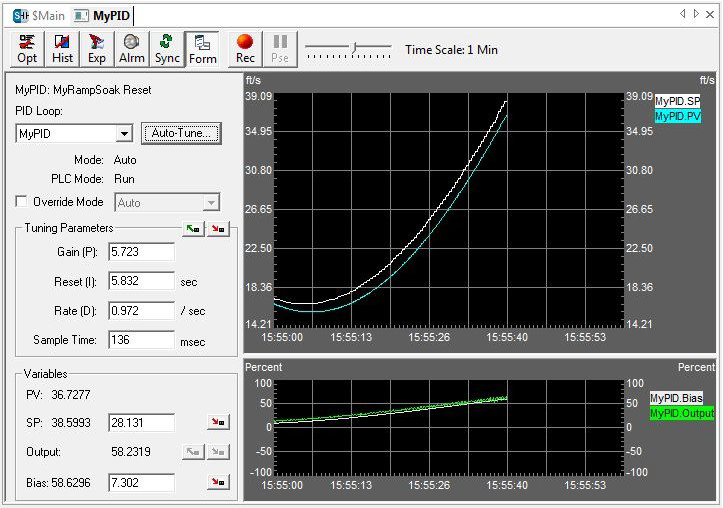 $Main MyPID
Opt Hist Exp Alrm Sync Form Rec Pse Time Scale: 1 Min
MyPID: MyRampSoak Reset
PID Loop:
MyPID Auto-Tune...
Mode: Auto
PLC Mode: Run
Override Mode Auto
Tuning Parameters
Gain (P): 5.723
Reset (I): 5.832 sec
Rate (D): 0.972 / sec
Sample Time: 136 msec
Variables
PV: 36.7277
SP: 38.5993 28.131
Output: 58.2319
Bias: 58.6296 7.302
ft/s ft/s
39.09 39.09 MyPID.SP
MyPID.PV
34.95 34.95
30.80 30.80
26.65 26.65
22.50 22.50
18.36 18.36
14.21 14.21
15:55:00 15:55:13 15:55:26 15:55:40 15:55:53
Percent Percent
100 100 MyPID.Bias
50 50 MyPID.Output
0 0
-50 -50
-100 -100
15:55:00 15:55:13 15:55:26 15:55:40 15:55:53